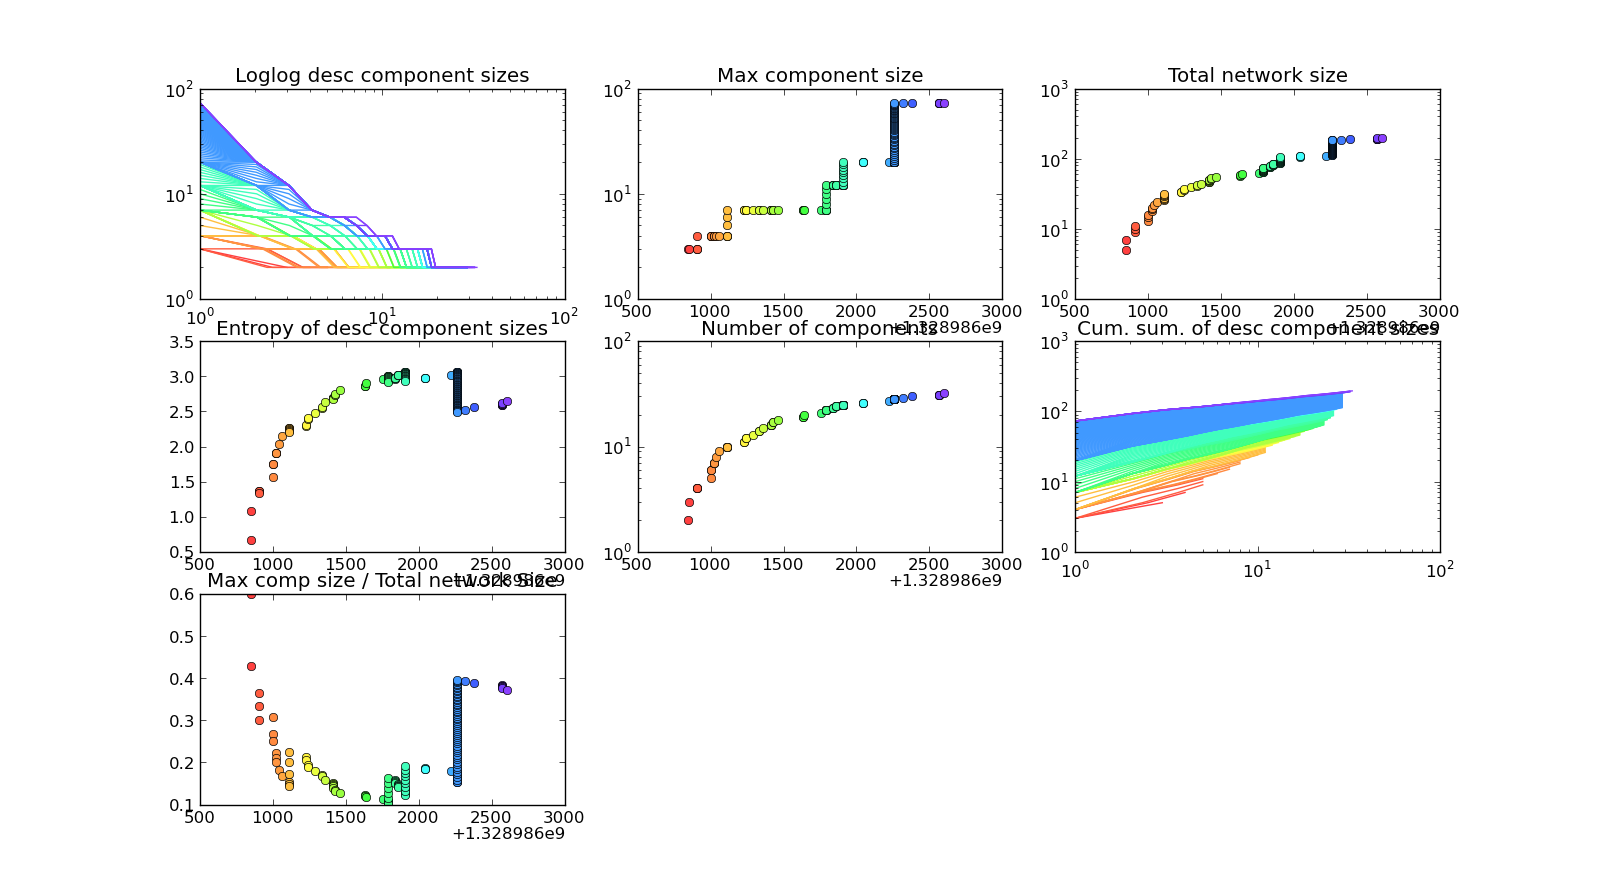 Loglog desc component sizes
10^2
10^1
10^0
10^0 10^1 10^2
Max component size
10^2
10^1
10^0
500 1000 1500 2000 2500 3000
+1.328986e9
Total network size
10^3
10^2
10^1
10^0
500 1000 1500 2000 2500 3000
+1.328986e9
Entropy of desc component sizes
3.5
3.0
2.5
2.0
1.5
1.0
0.5
500 1000 1500 2000 2500 3000
+1.328986e9
Number of components
10^2
10^1
10^0
500 1000 1500 2000 2500 3000
+1.328986e9
Cum. sum. of desc component sizes
10^3
10^2
10^1
10^0
10^0 10^1 10^2
Max comp size / Total network Size
0.6
0.5
0.4
0.3
0.2
0.1
500 1000 1500 2000 2500 3000
+1.328986e9